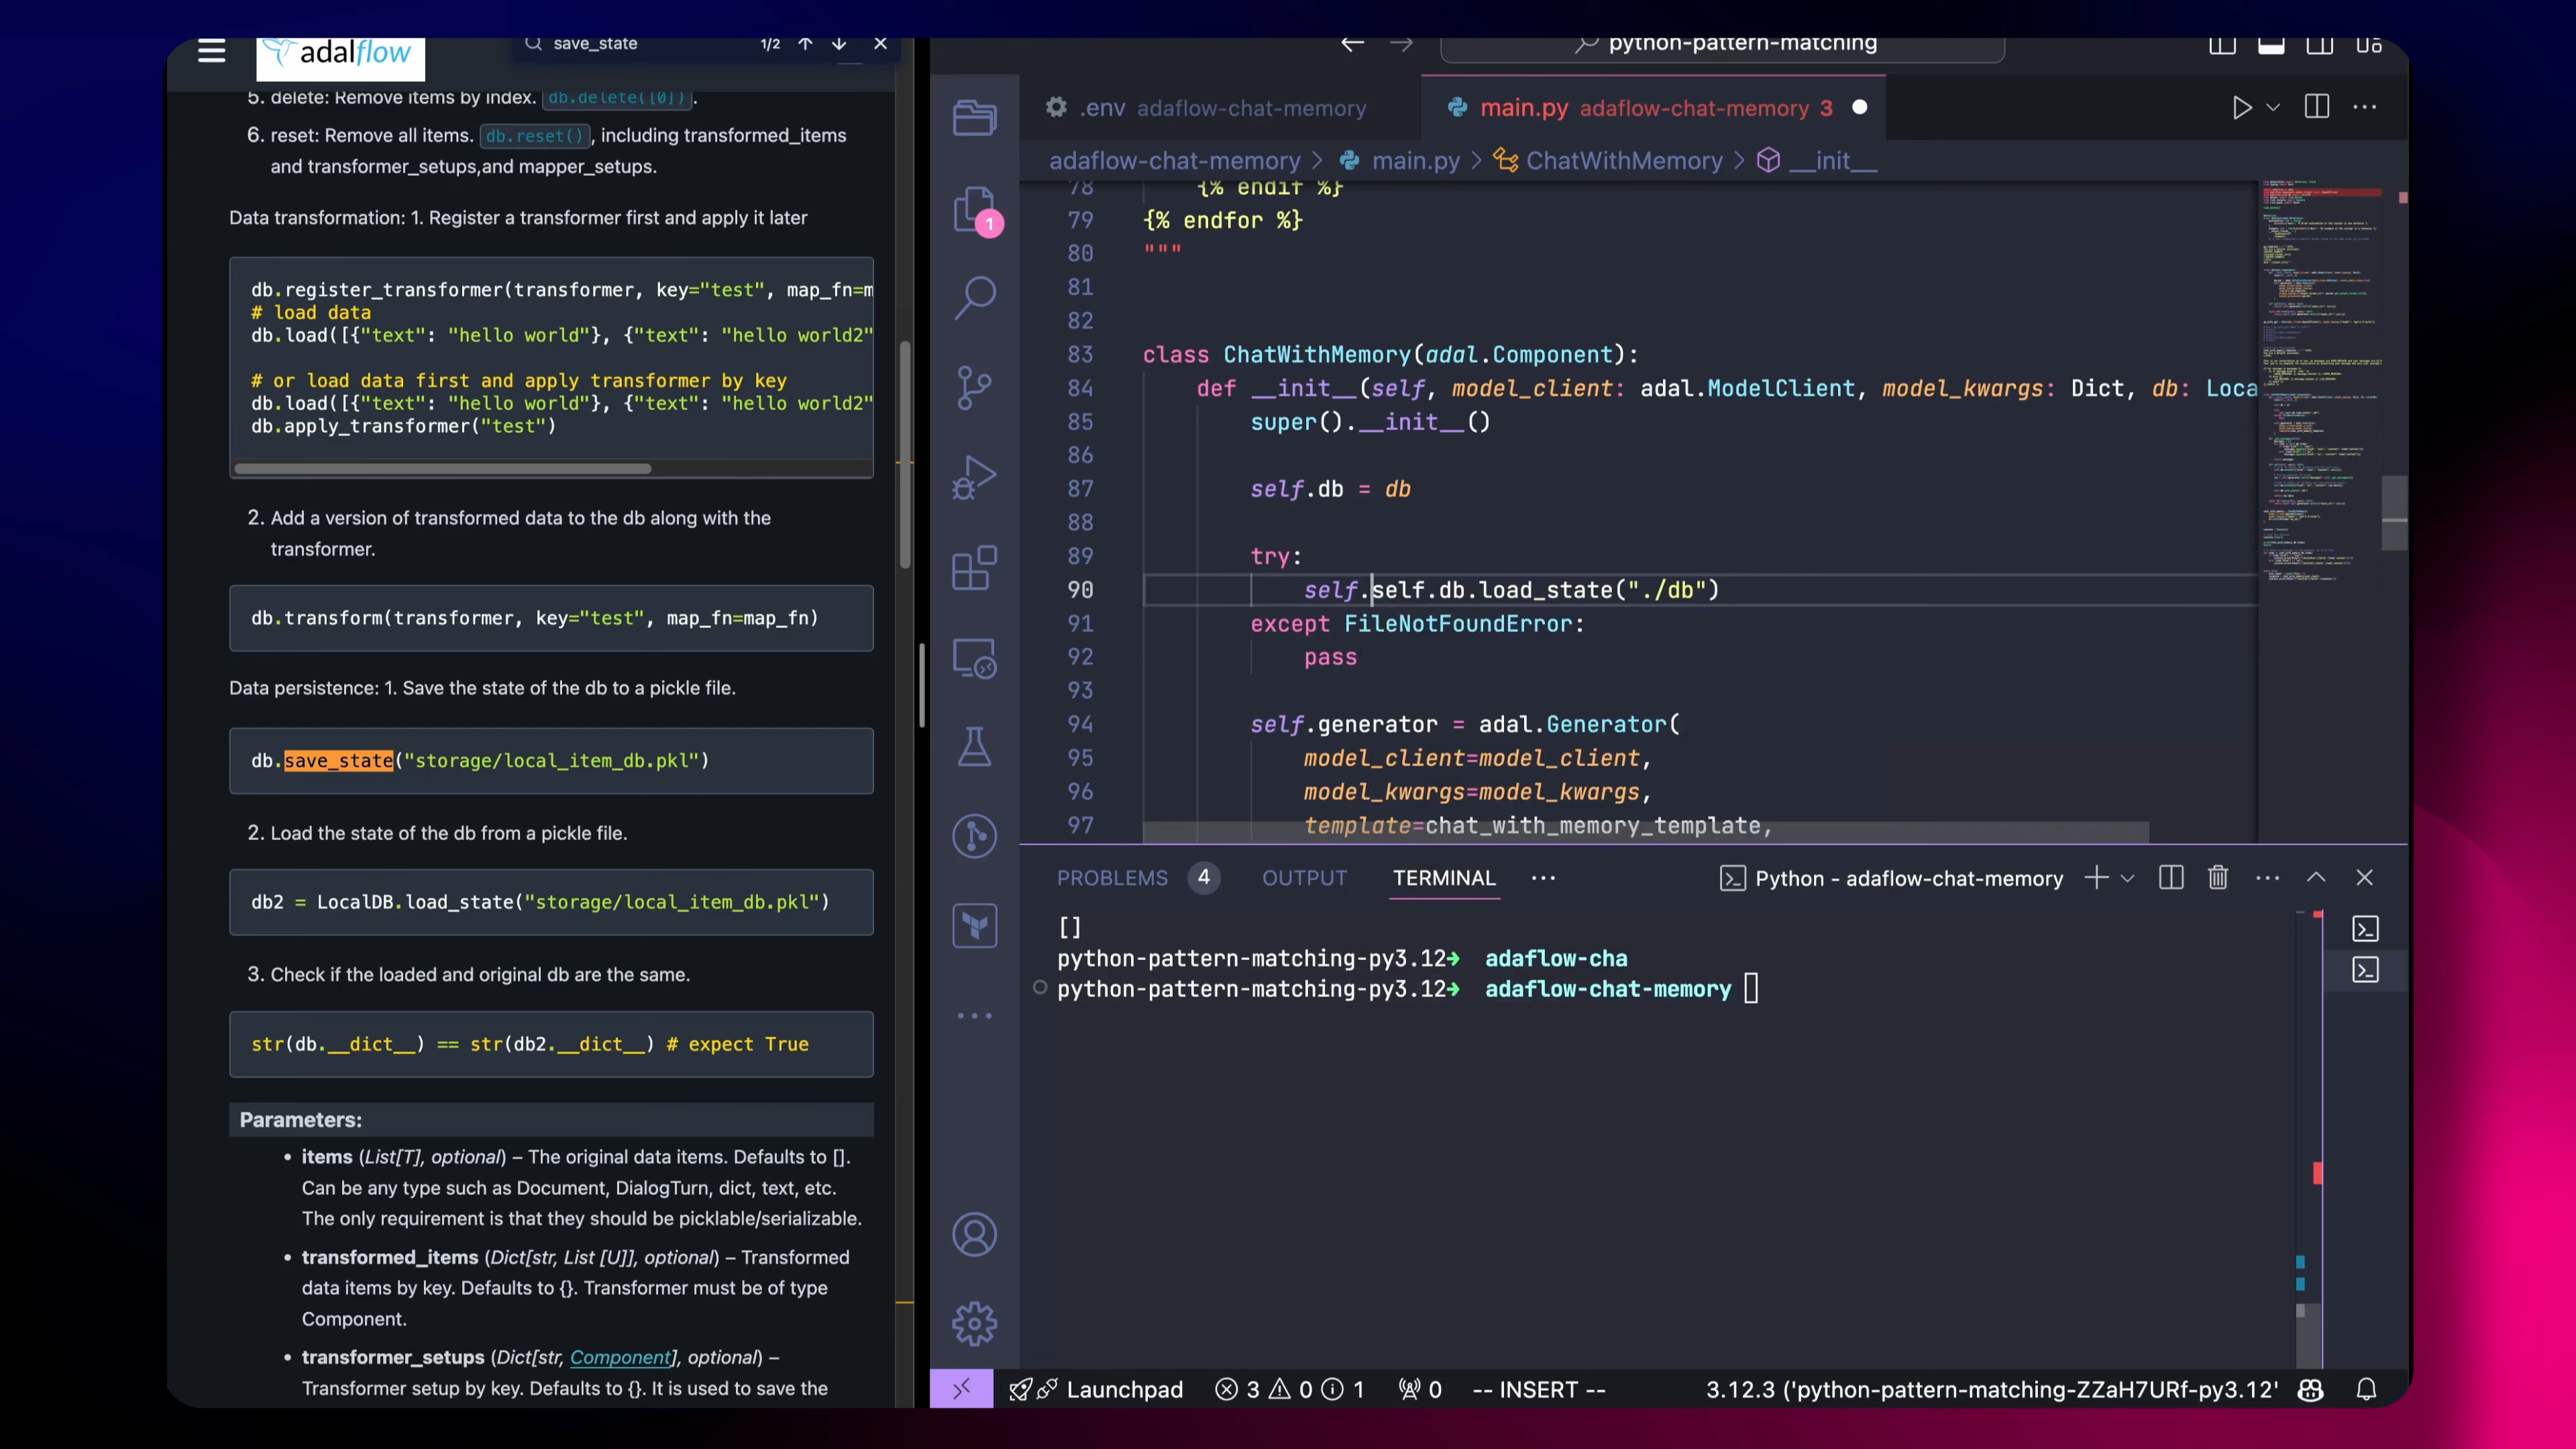 adalflow
save_state
1/2
5. delete: Remove items by index. db.delete([0]).
6. reset: Remove all items. db.reset(), including transformed_items
and transformer_setups,and mapper_setups.
Data transformation: 1. Register a transformer first and apply it later
db.register_transformer(transformer, key="test", map_fn=m
# load data
db.load([{"text": "hello world"}, {"text": "hello world2"
# or load data first and apply transformer by key
db.load([{"text": "hello world"}, {"text": "hello world2"
db.apply_transformer("test")
2. Add a version of transformed data to the db along with the
transformer.
db.transform(transformer, key="test", map_fn=map_fn)
Data persistence: 1. Save the state of the db to a pickle file.
db.save_state("storage/local_item_db.pkl")
2. Load the state of the db from a pickle file.
db2 = LocalDB.load_state("storage/local_item_db.pkl")
3. Check if the loaded and original db are the same.
str(db.__dict__) == str(db2.__dict__) # expect True
Parameters:
• items (List[T], optional) – The original data items. Defaults to [].
Can be any type such as Document, DialogTurn, dict, text, etc.
The only requirement is that they should be picklable/serializable.
• transformed_items (Dict[str, List [U]], optional) – Transformed
data items by key. Defaults to {}. Transformer must be of type
Component.
• transformer_setups (Dict[str, Component], optional) –
Transformer setup by key. Defaults to {}. It is used to save the
python-pattern-matching
.env adaflow-chat-memory
main.py adaflow-chat-memory 3
adaflow-chat-memory > main.py > ChatWithMemory > __init__
1
78 {% endif %}
79 {% endfor %}
80 """
81
82
83 class ChatWithMemory(adal.Component):
84 def __init__(self, model_client: adal.ModelClient, model_kwargs: Dict, db: Loca
85 super().__init__()
86
87 self.db = db
88
89 try:
90 self.self.db.load_state("./db")
91 except FileNotFoundError:
92 pass
93
94 self.generator = adal.Generator(
95 model_client=model_client,
96 model_kwargs=model_kwargs,
97 template=chat_with_memory_template,
PROBLEMS 4 OUTPUT TERMINAL ··· Python - adaflow-chat-memory
[]
python-pattern-matching-py3.12➜ adaflow-cha
python-pattern-matching-py3.12➜ adaflow-chat-memory
Launchpad 3 0 1 0 -- INSERT -- 3.12.3 ('python-pattern-matching-ZZaH7URf-py3.12'